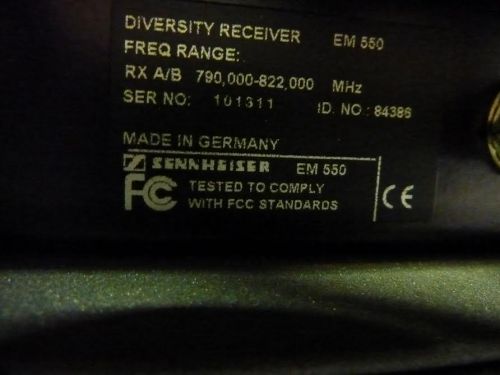 DIVERSITY RECEIVER EM 550
FREQ RANGE:
RX A/B 790,000-822,000 MHz
SER NO: 101311 ID. NO.: 84386
MADE IN GERMANY
SENNHEISER EM 550
FC TESTED TO COMPLY
WITH FCC STANDARDS
CE